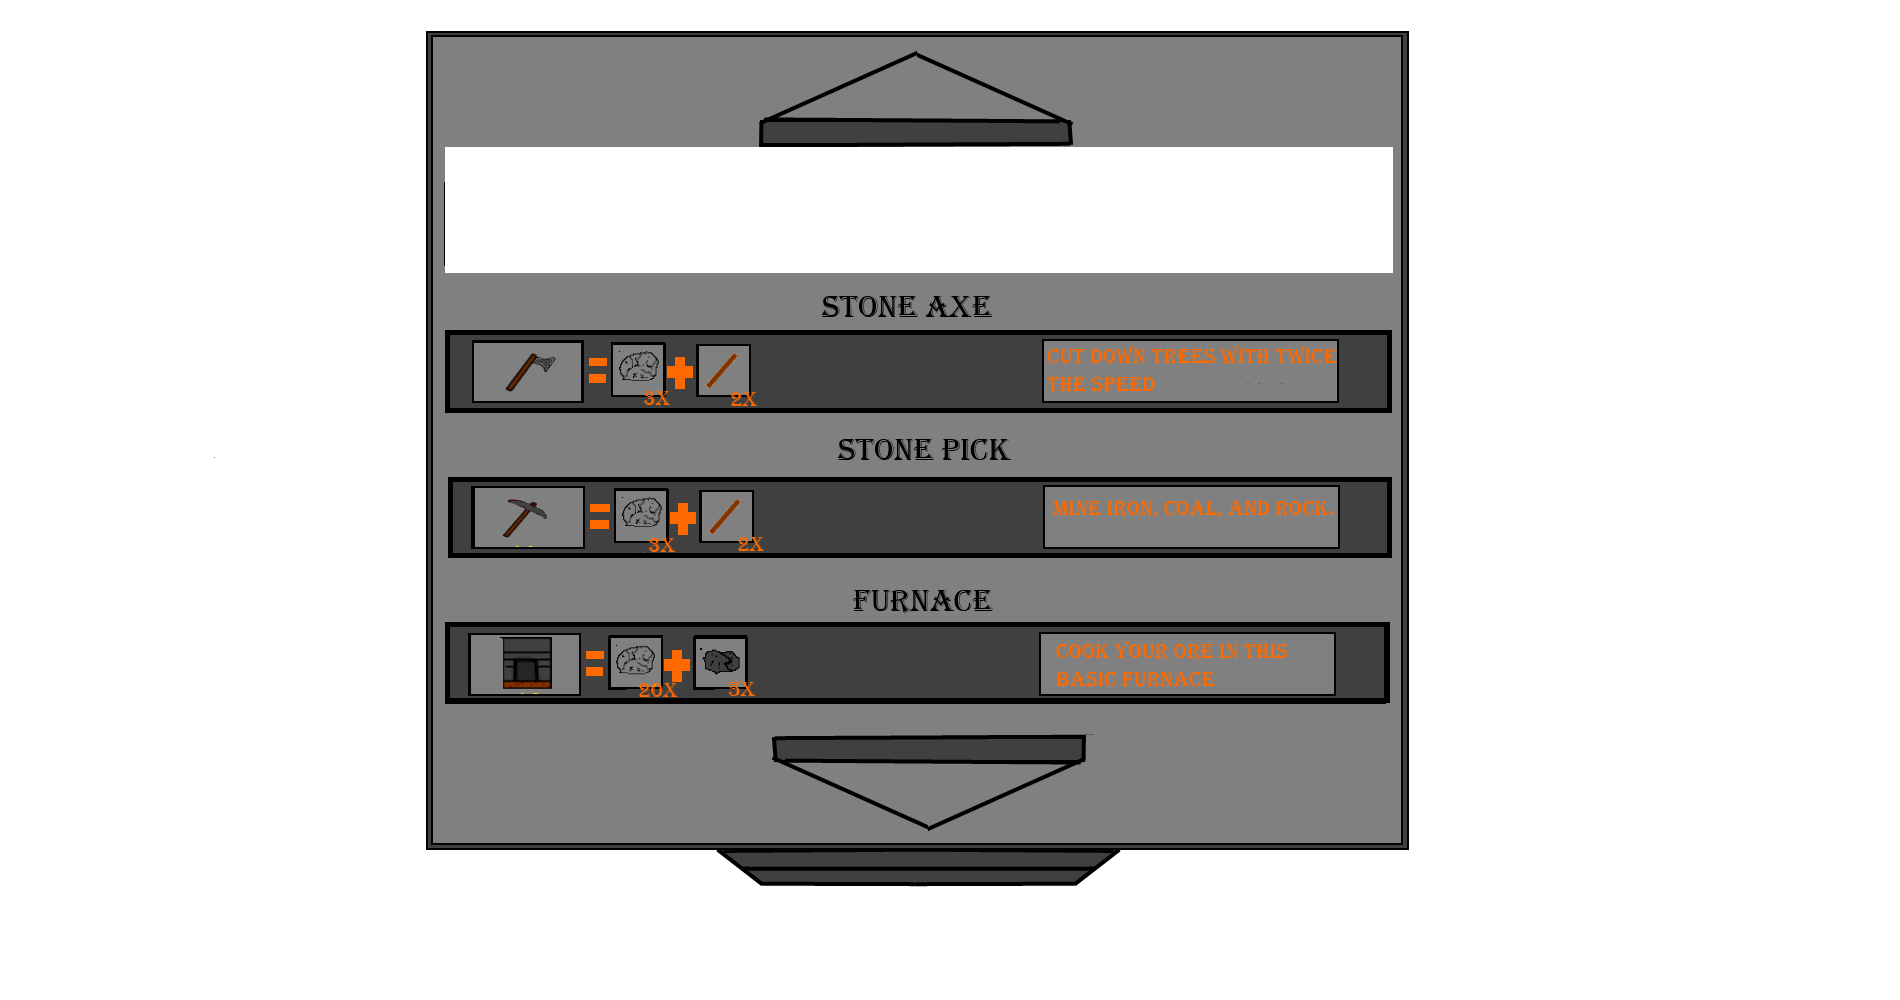 STONE AXE
CUT DOWN TREES WITH TWICE
THE SPEED
3X
2X
STONE PICK
MINE IRON, COAL, AND ROCK.
3X
2X
FURNACE
COOK YOUR ORE IN THIS
BASIC FURNACE
20X
5X